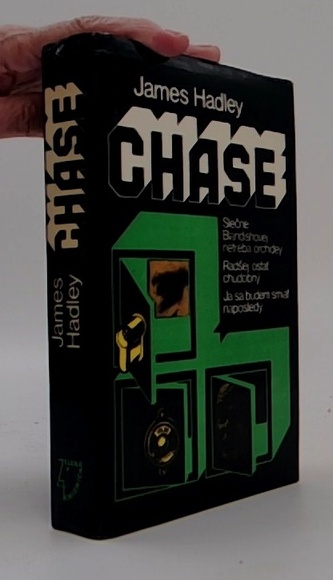 James Hadley
CHASE
Slečne
Blandishovej
netreba orchidey
Radšej ostať
chudobný
Ja sa budem smiať
naposledy
James
Hadley
CHASE